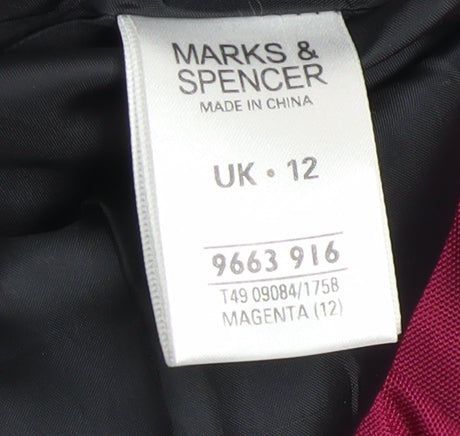 MARKS &
SPENCER
MADE IN CHINA
UK • 12
9663 916
T49 09084/1758
MAGENTA (12)